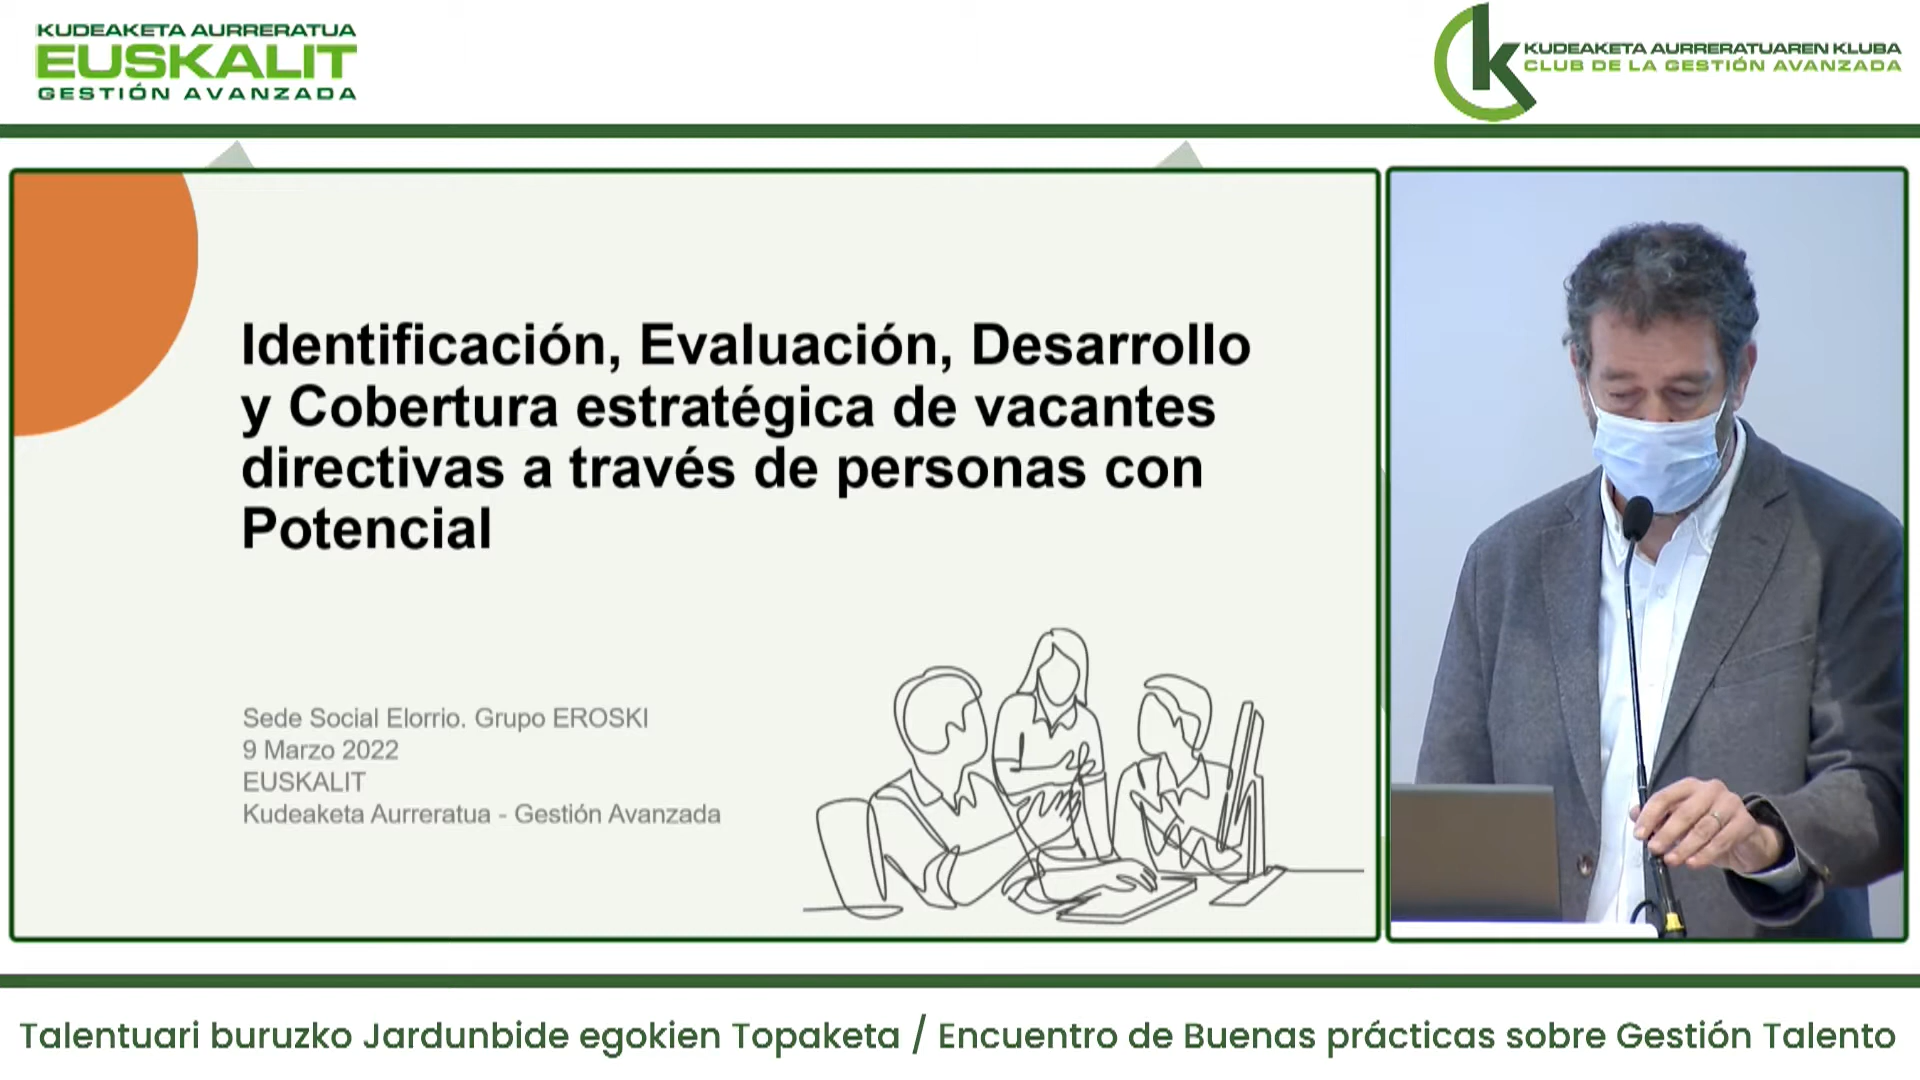 KUDEAKETA AURRERATUA
EUSKALIT
GESTIÓN AVANZADA
KUDEAKETA AURRERATUAREN KLUBA
CLUB DE LA GESTIÓN AVANZADA
Identificación, Evaluación, Desarrollo
y Cobertura estratégica de vacantes
directivas a través de personas con
Potencial
Sede Social Elorrio. Grupo EROSKI
9 Marzo 2022
EUSKALIT
Kudeaketa Aurreratua - Gestión Avanzada
Talentuari buruzko Jardunbide egokien Topaketa / Encuentro de Buenas prácticas sobre Gestión Talento